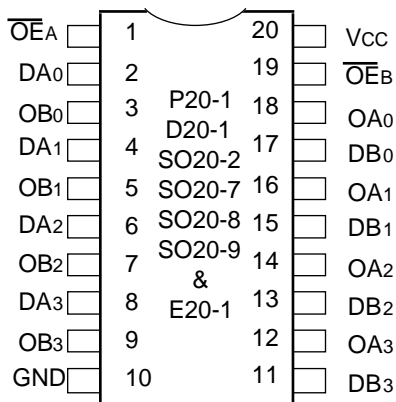 OEA 1 20 VCC
DA0 2 19 OEB
OB0 3 P20-1 18 OA0
DA1 4 D20-1 17 DB0
OB1 5 SO20-2 16 OA1
DA2 6 SO20-7 15 DB1
OB2 7 SO20-8 14 OA2
DA3 8 SO20-9 13 DB2
OB3 9 & 12 OA3
GND 10 E20-1 11 DB3